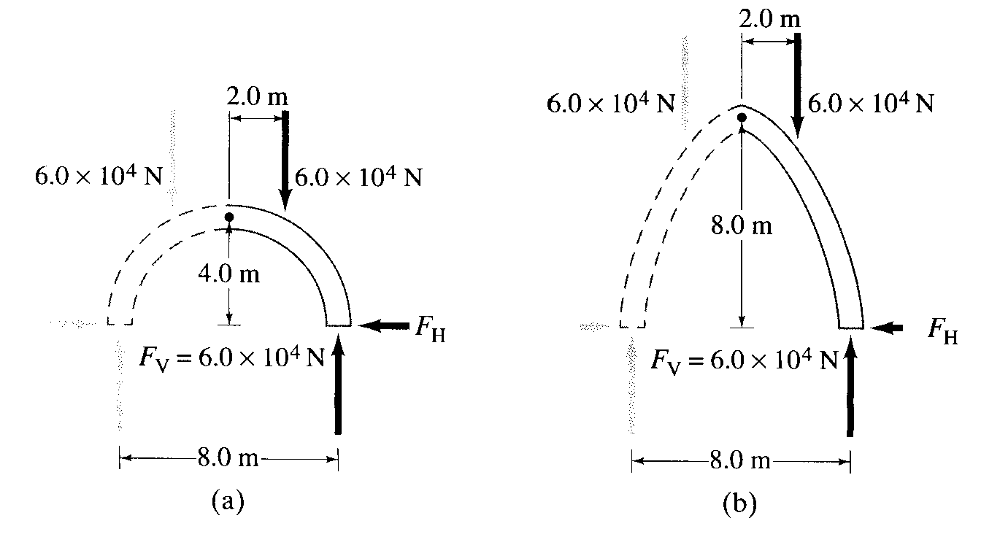 2.0 m
6.0 × 10⁴ N
6.0 × 10⁴ N
4.0 m
F_H
F_V = 6.0 × 10⁴ N
8.0 m
(a)
2.0 m
6.0 × 10⁴ N
6.0 × 10⁴ N
8.0 m
F_H
F_V = 6.0 × 10⁴ N
8.0 m
(b)